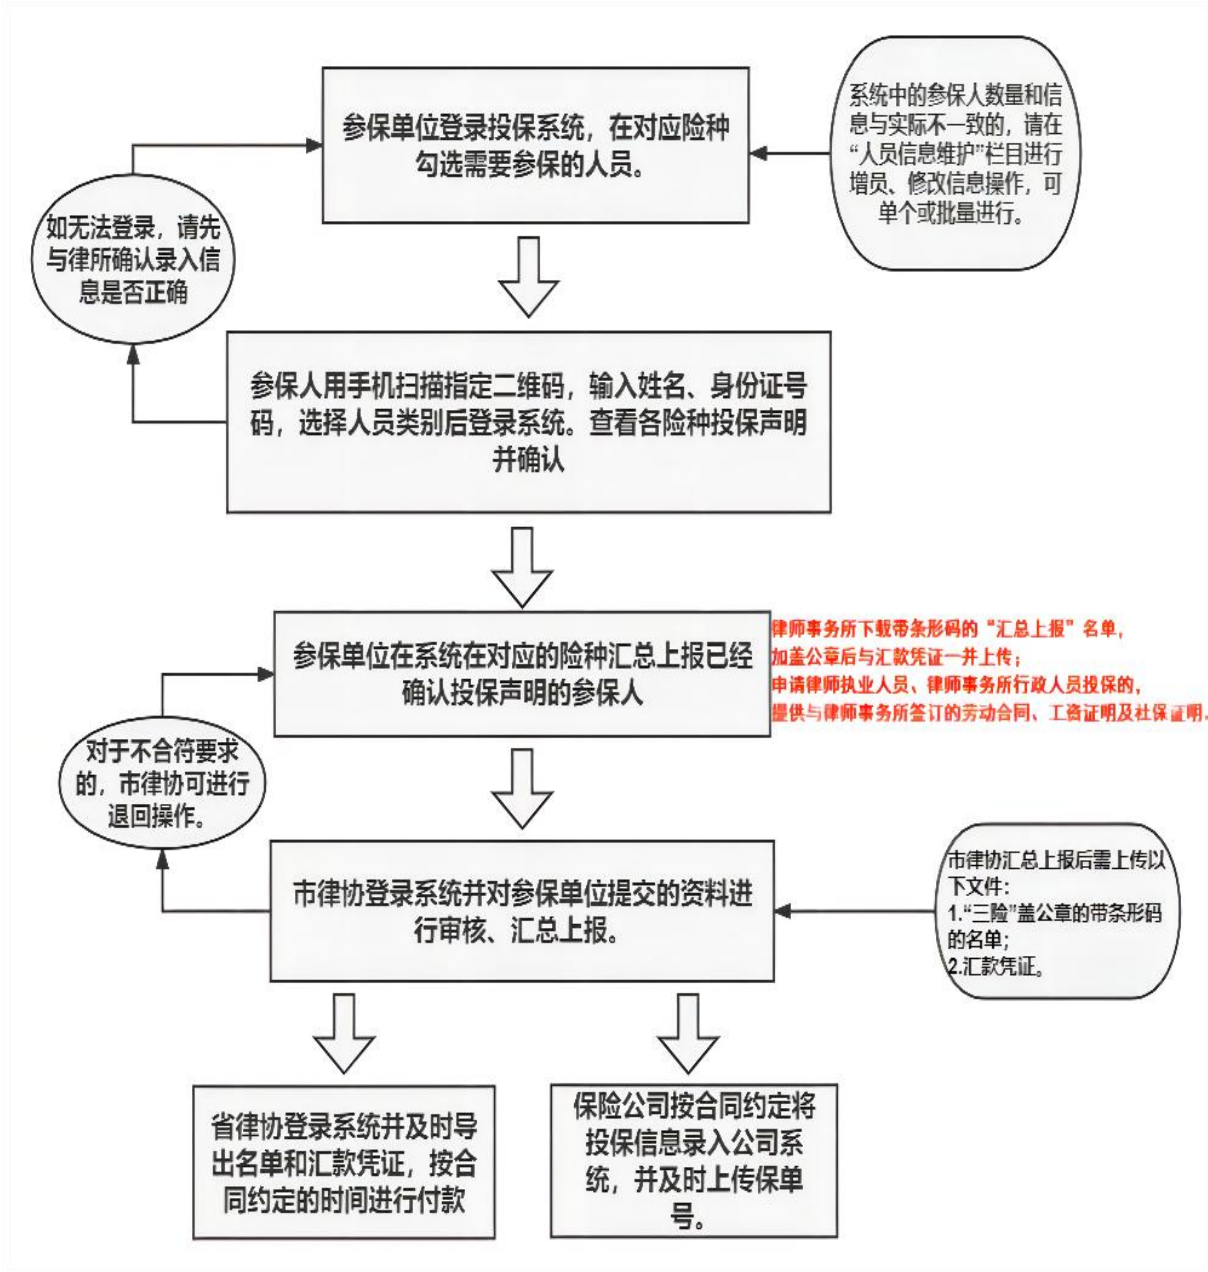 参保单位登录投保系统，在对应险种
勾选需要参保的人员。
系统中的参保人数量和信
息与实际不一致的，请在
“人员信息维护”栏目进行
增员、修改信息操作，可
单个或批量进行。
如无法登录，请先
与律所确认录入信
息是否正确
参保人用手机扫描指定二维码，输入姓名、身份证号
码，选择人员类别后登录系统。查看各险种投保声明
并确认
参保单位在系统在对应的险种汇总上报已经
确认投保声明的参保人
律师事务所下载带条形码的“汇总上报”名单，
加盖公章后与汇款凭证一并上传；
申请律师执业人员、律师事务所行政人员投保的，
提供与律师事务所签订的劳动合同、工资证明及社保证明。
对于不合符要求
的，市律协可进行
退回操作。
市律协登录系统并对参保单位提交的资料进
行审核、汇总上报。
市律协汇总上报后需上传以
下文件：
1.“三险”盖公章的带条形码
的名单；
2.汇款凭证。
省律协登录系统并及时导
出名单和汇款凭证，按合
同约定的时间进行付款
保险公司按合同约定将
投保信息录入公司系
统，并及时上传保单
号。